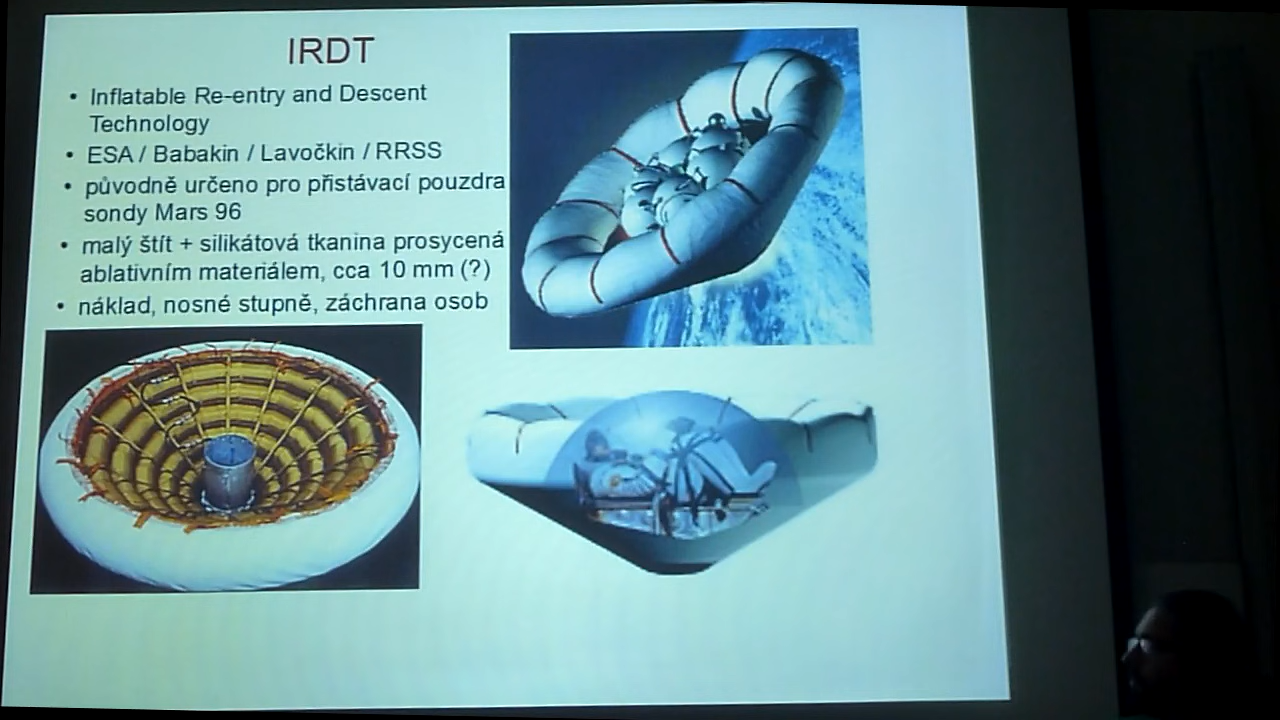 IRDT
• Inflatable Re-entry and Descent
Technology
• ESA / Babakin / Lavočkin / RRSS
• původně určeno pro přistávací pouzdra
sondy Mars 96
• malý štít + silikátová tkanina prosycená
ablativním materiálem, cca 10 mm (?)
• náklad, nosné stupně, záchrana osob